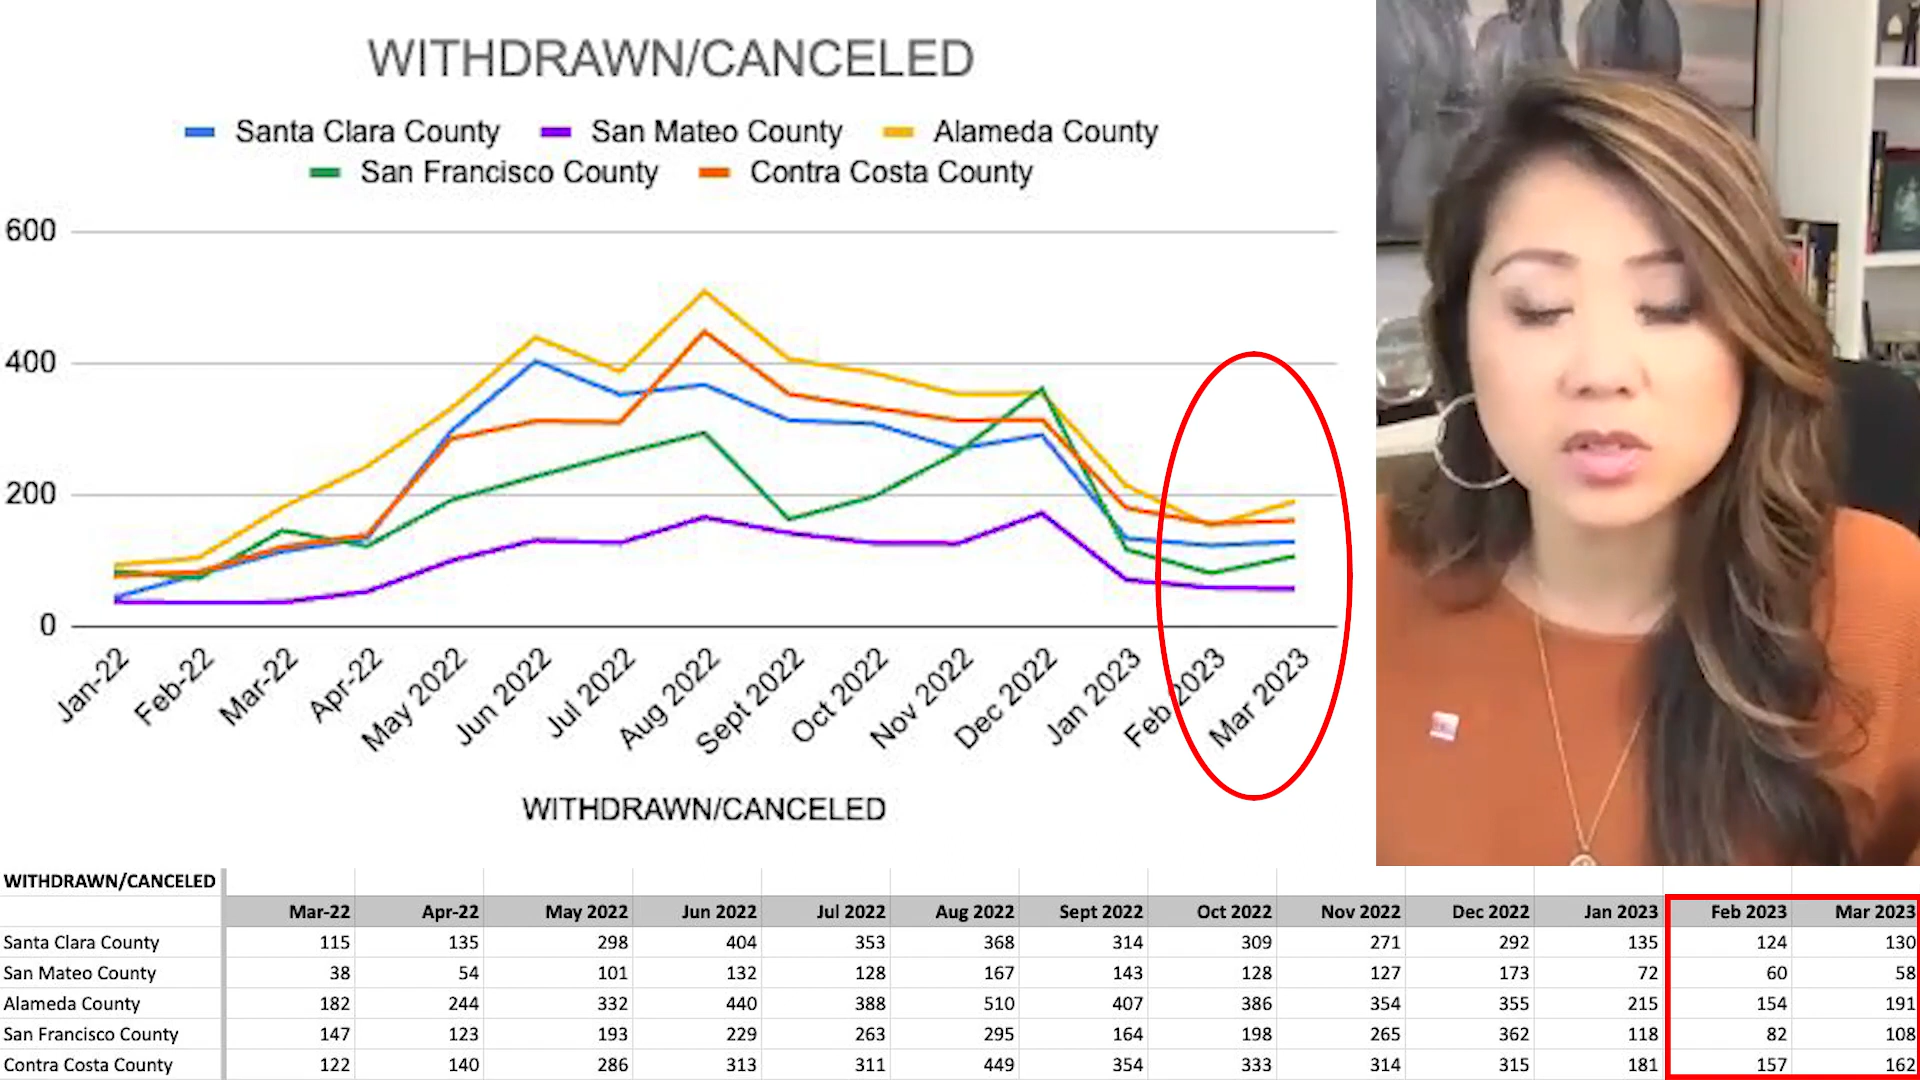 WITHDRAWN/CANCELED
Santa Clara County San Mateo County Alameda County
San Francisco County Contra Costa County
600
400
200
0
Jan-22 Feb-22 Mar-22 Apr-22 May 2022 Jun 2022 Jul 2022 Aug 2022 Sept 2022 Oct 2022 Nov 2022 Dec 2022 Jan 2023 Feb 2023 Mar 2023
WITHDRAWN/CANCELED
WITHDRAWN/CANCELED
Mar-22 Apr-22 May 2022 Jun 2022 Jul 2022 Aug 2022 Sept 2022 Oct 2022 Nov 2022 Dec 2022 Jan 2023 Feb 2023 Mar 2023
Santa Clara County 115 135 298 404 353 368 314 309 271 292 135 124 130
San Mateo County 38 54 101 132 128 167 143 128 127 173 72 60 58
Alameda County 182 244 332 440 388 510 407 386 354 355 215 154 191
San Francisco County 147 123 193 229 263 295 164 198 265 362 118 82 108
Contra Costa County 122 140 286 313 311 449 354 333 314 315 181 157 162